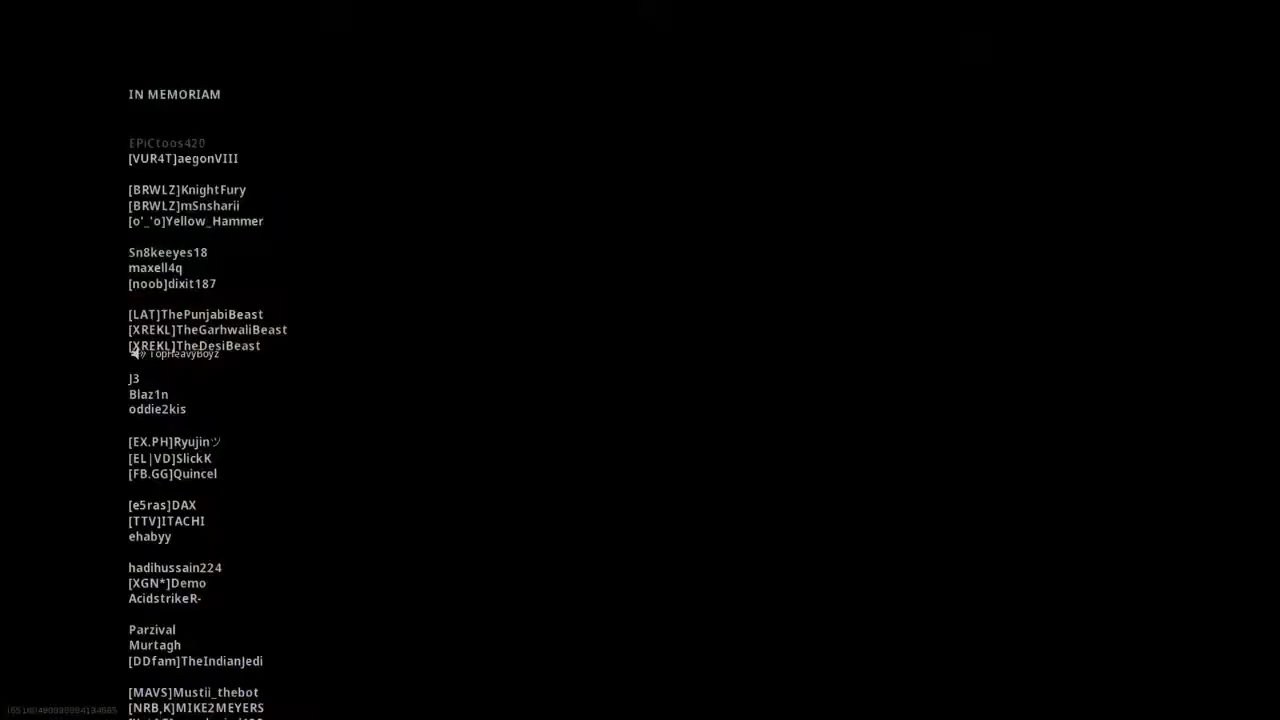 IN MEMORIAM
EPiCtoos420
[VUR4T]aegonVIII
[BRWLZ]KnightFury
[BRWLZ]mSnsharii
[o'_'o]Yellow_Hammer
Sn8keeyes18
maxell4q
[noob]dixit187
[LAT]ThePunjabiBeast
[XREKL]TheGarhwaliBeast
[XREKL]TheDesiBeast
TopHeavyBoyz
J3
Blaz1n
oddie2kis
[EX.PH]Ryujinツ
[EL|VD]SlickK
[FB.GG]Quincel
[e5ras]DAX
[TTV]ITACHI
ehabyy
hadihussain224
[XGN*]Demo
AcidstrikeR-
Parzival
Murtagh
[DDfam]TheIndianJedi
[MAVS]Mustii_thebot
[NRB,K]MIKE2MEYERS